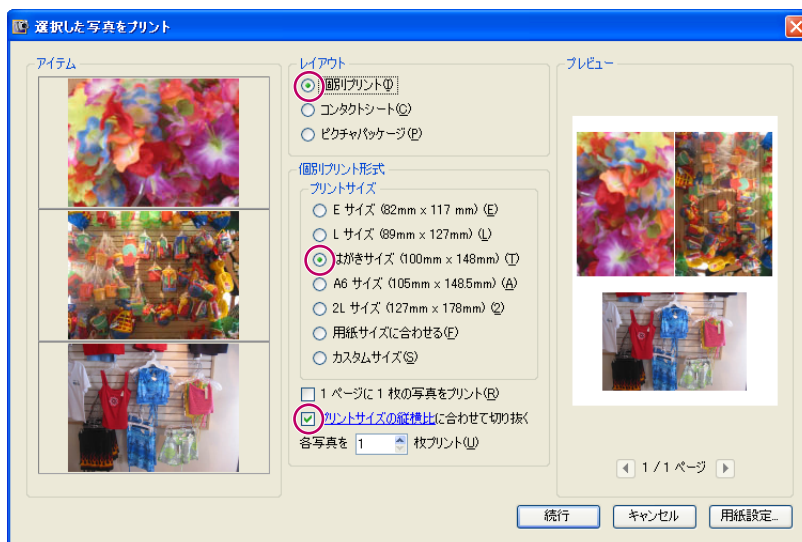 選択した写真をプリント
アイテム
レイアウト
個別プリント(I)
コンタクトシート(C)
ピクチャパッケージ(P)
個別プリント形式
プリントサイズ
E サイズ (82mm x 117 mm) (E)
L サイズ (89mm x 127mm) (L)
はがきサイズ (100mm x 148mm) (T)
A6 サイズ (105mm x 148.5mm) (A)
2L サイズ (127mm x 178mm) (2)
用紙サイズに合わせる(F)
カスタムサイズ(S)
1 ページに 1 枚の写真をプリント(R)
プリントサイズの縦横比に合わせて切り抜く
各写真を 1 枚プリント(U)
プレビュー
1 / 1 ページ
続行
キャンセル
用紙設定...